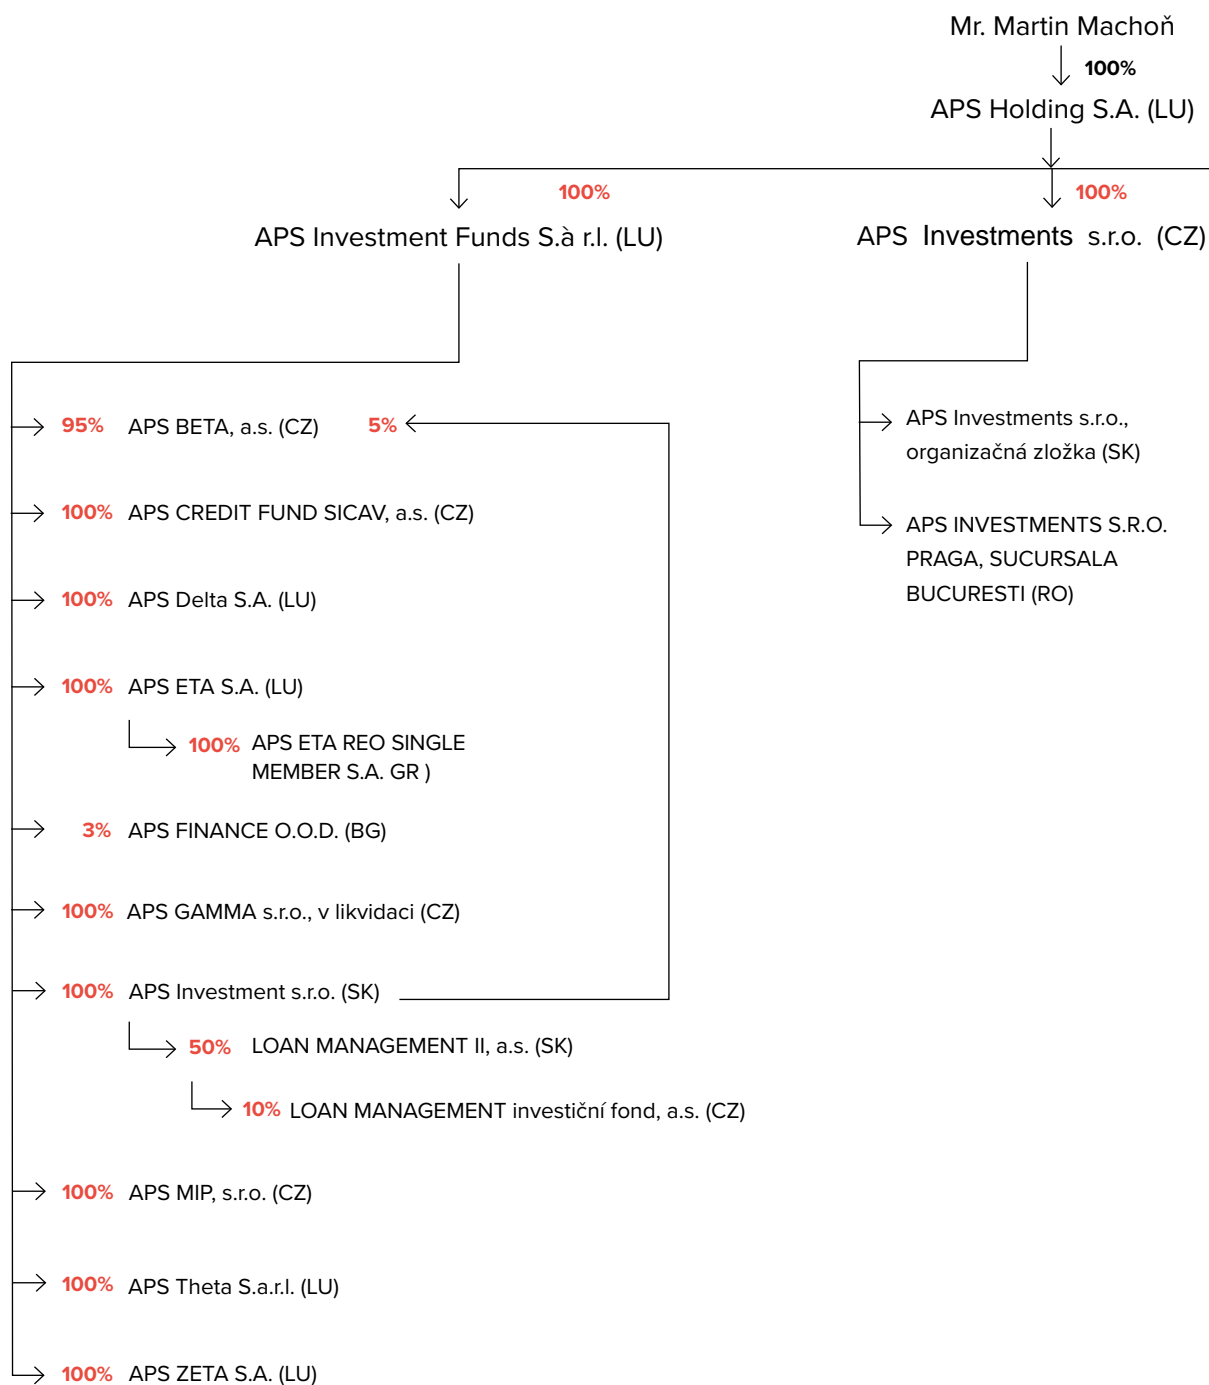 Mr. Martin Machoň
100%
APS Holding S.A. (LU)
100%
100%
APS Investment Funds S.à r.l. (LU)
APS Investments s.r.o. (CZ)
95% APS BETA, a.s. (CZ) 5%
100% APS CREDIT FUND SICAV, a.s. (CZ)
100% APS Delta S.A. (LU)
100% APS ETA S.A. (LU)
100% APS ETA REO SINGLE
MEMBER S.A. GR )
3% APS FINANCE O.O.D. (BG)
100% APS GAMMA s.r.o., v likvidaci (CZ)
100% APS Investment s.r.o. (SK)
50% LOAN MANAGEMENT II, a.s. (SK)
10% LOAN MANAGEMENT investiční fond, a.s. (CZ)
100% APS MIP, s.r.o. (CZ)
100% APS Theta S.a.r.l. (LU)
100% APS ZETA S.A. (LU)
APS Investments s.r.o.,
organizačná zložka (SK)
APS INVESTMENTS S.R.O.
PRAGA, SUCURSALA
BUCURESTI (RO)